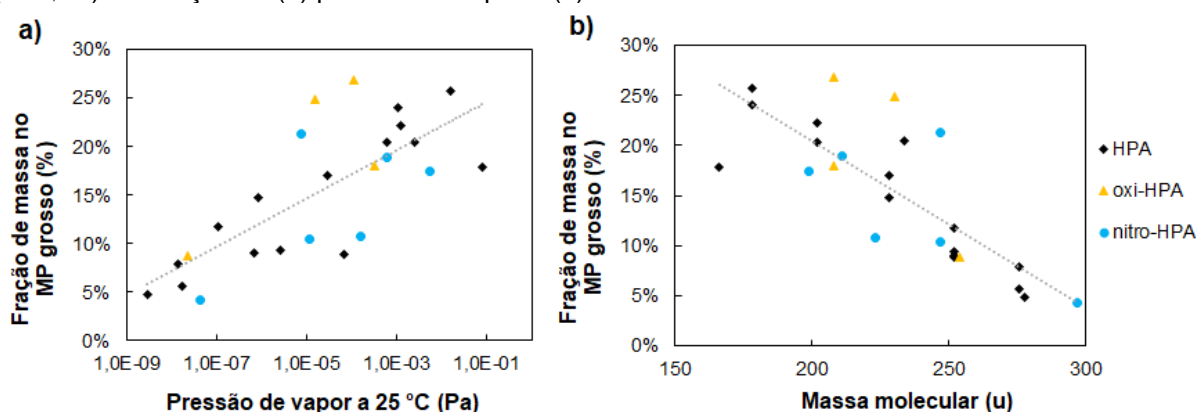 a)
30%
25%
20%
15%
10%
5%
0%
1,0E-09 1,0E-07 1,0E-05 1,0E-03 1,0E-01
Fração de massa no
MP grosso (%)
Pressão de vapor a 25 °C (Pa)
b)
30%
25%
20%
15%
10%
5%
0%
150 200 250 300
Fração de massa no
MP grosso (%)
Massa molecular (u)
HPA
oxi-HPA
nitro-HPA